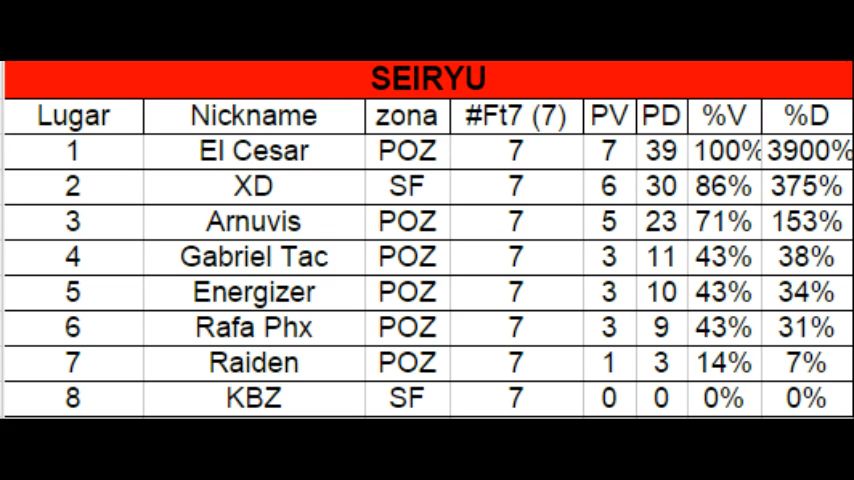 SEIRYU
Lugar Nickname zona #Ft7 (7) PV PD %V %D
1 El Cesar POZ 7 7 39 100% 3900%
2 XD SF 7 6 30 86% 375%
3 Arnuvis POZ 7 5 23 71% 153%
4 Gabriel Tac POZ 7 3 11 43% 38%
5 Energizer POZ 7 3 10 43% 34%
6 Rafa Phx POZ 7 3 9 43% 31%
7 Raiden POZ 7 1 3 14% 7%
8 KBZ SF 7 0 0 0% 0%